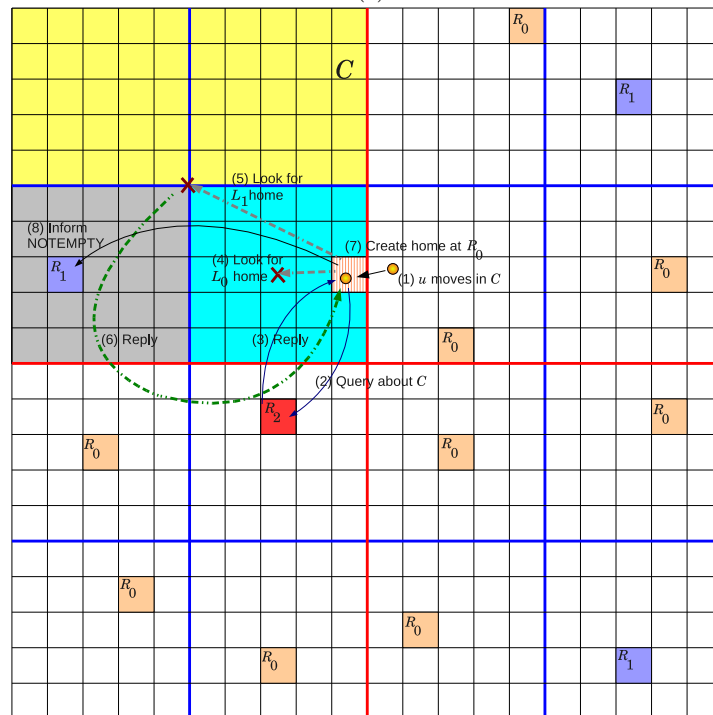 R0
C
R1
(5) Look for
L1 home
(8) Inform
NOTEMPTY
(7) Create home at R0
(4) Look for
L0 home
R1
(1) u moves in C
R0
(6) Reply
(3) Reply
R0
(2) Query about C
R2
R0
R0
R0
R0
R0
R0
R1